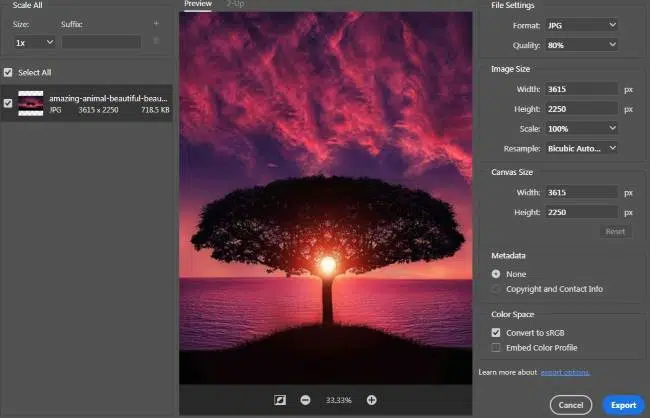 Scale All
Size:
Suffix:
+
1x
Select All
amazing-animal-beautiful-beau...
JPG 3615 x 2250 718.5 KB
Preview 2-Up
33.33%
File Settings
Format: JPG
Quality: 80%
Image Size
Width: 3615 px
Height: 2250 px
Scale: 100%
Resample: Bicubic Auto...
Canvas Size
Width: 3615 px
Height: 2250 px
Reset
Metadata
None
Copyright and Contact Info
Color Space
Convert to sRGB
Embed Color Profile
Learn more about export options.
Cancel Export